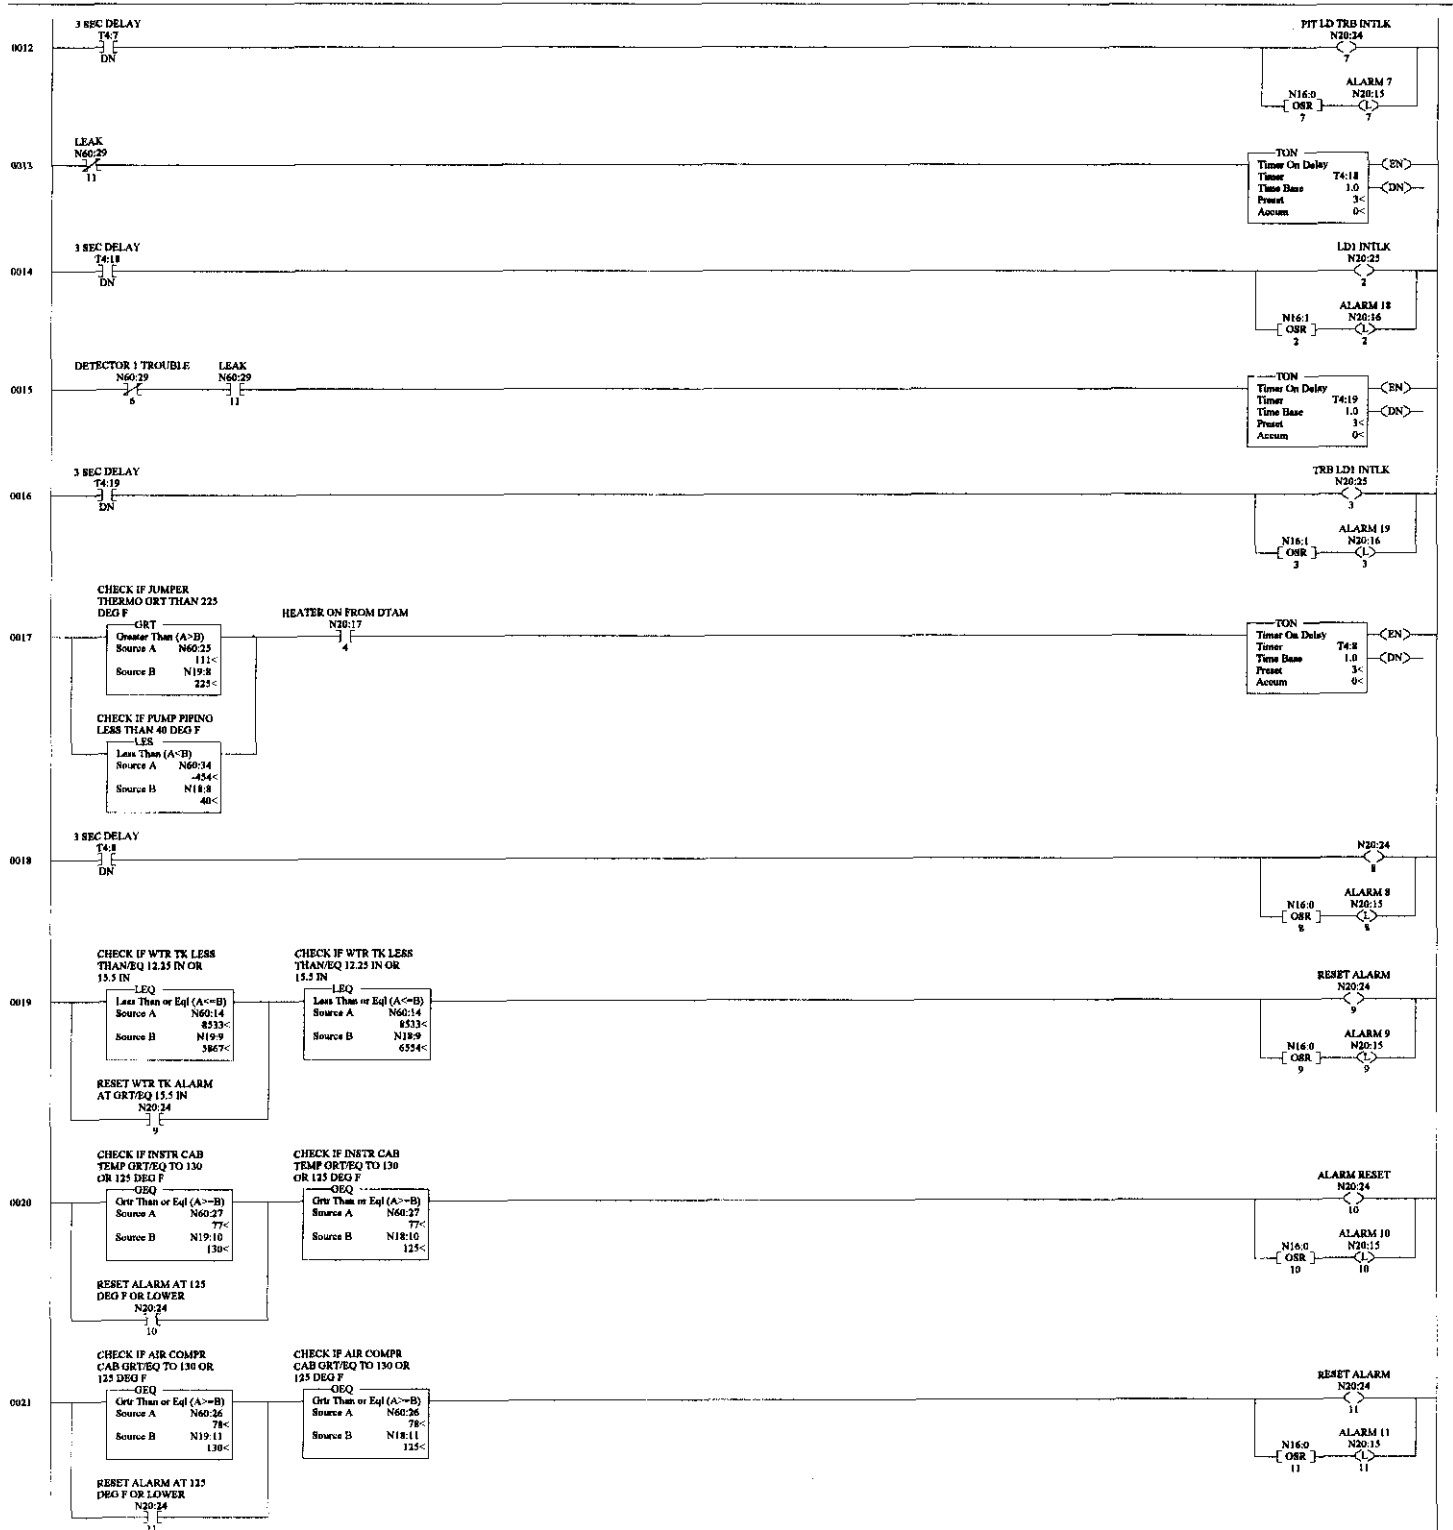 3 SEC DELAY
T4:7
DN
0012
PIT LD TRB INTLK
N20:24
7
ALARM 7
N16:0 N20:15
OSR L
7 7
LEAK
N60:29
11
0013
TON
Timer On Delay
Timer T4:18
Time Base 1.0
Preset 3<
Accum 0<
EN
DN
3 SEC DELAY
T4:18
DN
0014
LD1 INTLK
N20:25
2
ALARM 18
N16:1 N20:16
OSR L
2 2
DETECTOR 1 TROUBLE LEAK
N60:29 N60:29
6 11
0015
TON
Timer On Delay
Timer T4:19
Time Base 1.0
Preset 3<
Accum 0<
EN
DN
3 SEC DELAY
T4:19
DN
0016
TRB LD1 INTLK
N20:25
3
ALARM 19
N16:1 N20:16
OSR L
3 3
CHECK IF JUMPER
THERMO GRT THAN 225
DEG F
GRT
Greater Than (A>B)
Source A N60:25
111<
Source B N19:8
225<
0017
HEATER ON FROM DTAM
N20:17
4
TON
Timer On Delay
Timer T4:8
Time Base 1.0
Preset 3<
Accum 0<
EN
DN
CHECK IF PUMP PIPING
LESS THAN 40 DEG F
LES
Less Than (A<B)
Source A N60:34
-454<
Source B N18:8
40<
3 SEC DELAY
T4:8
DN
0018
N20:24
8
ALARM 8
N16:0 N20:15
OSR L
8 8
CHECK IF WTR TK LESS
THAN/EQ 12.25 IN OR
15.5 IN
LEQ
Less Than or Eql (A<=B)
Source A N60:14
8533<
Source B N19:9
5867<
0019
CHECK IF WTR TK LESS
THAN/EQ 12.25 IN OR
15.5 IN
LEQ
Less Than or Eql (A<=B)
Source A N60:14
8533<
Source B N18:9
6554<
RESET ALARM
N20:24
9
ALARM 9
N16:0 N20:15
OSR L
9 9
RESET WTR TK ALARM
AT GRT/EQ 15.5 IN
N20:24
9
CHECK IF INSTR CAB
TEMP GRT/EQ TO 130
OR 125 DEG F
GEQ
Grtr Than or Eql (A>=B)
Source A N60:27
77<
Source B N19:10
130<
0020
CHECK IF INSTR CAB
TEMP GRT/EQ TO 130
OR 125 DEG F
GEQ
Grtr Than or Eql (A>=B)
Source A N60:27
77<
Source B N18:10
125<
ALARM RESET
N20:24
10
ALARM 10
N16:0 N20:15
OSR L
10 10
RESET ALARM AT 125
DEG F OR LOWER
N20:24
10
CHECK IF AIR COMPR
CAB GRT/EQ TO 130 OR
125 DEG F
GEQ
Grtr Than or Eql (A>=B)
Source A N60:26
78<
Source B N19:11
130<
0021
CHECK IF AIR COMPR
CAB GRT/EQ TO 130 OR
125 DEG F
GEQ
Grtr Than or Eql (A>=B)
Source A N60:26
78<
Source B N18:11
125<
RESET ALARM
N20:24
11
ALARM 11
N16:0 N20:15
OSR L
11 11
RESET ALARM AT 125
DEG F OR LOWER
N20:24
11